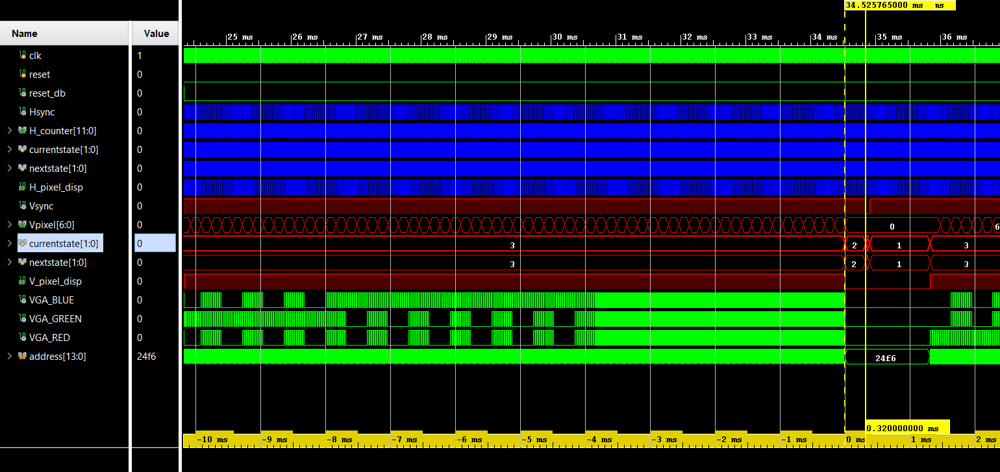 34.525765000 ms ns
Name Value
25 ms 26 ms 27 ms 28 ms 29 ms 30 ms 31 ms 32 ms 33 ms 34 ms 35 ms 36 ms
clk 1
reset 0
reset_db 0
Hsync 0
H_counter[11:0] 0
currentstate[1:0] 0
nextstate[1:0] 0
H_pixel_disp 0
Vsync 0
Vpixel[6:0] 0 0 6
currentstate[1:0] 0 3 2 1 3
nextstate[1:0] 0 3 2 1 3
V_pixel_disp 0
VGA_BLUE 0
VGA_GREEN 0
VGA_RED 0
address[13:0] 24f6 24f6
0.320000000 ms
-10 ms -9 ms -8 ms -7 ms -6 ms -5 ms -4 ms -3 ms -2 ms -1 ms 0 ms 1 ms 2 ms